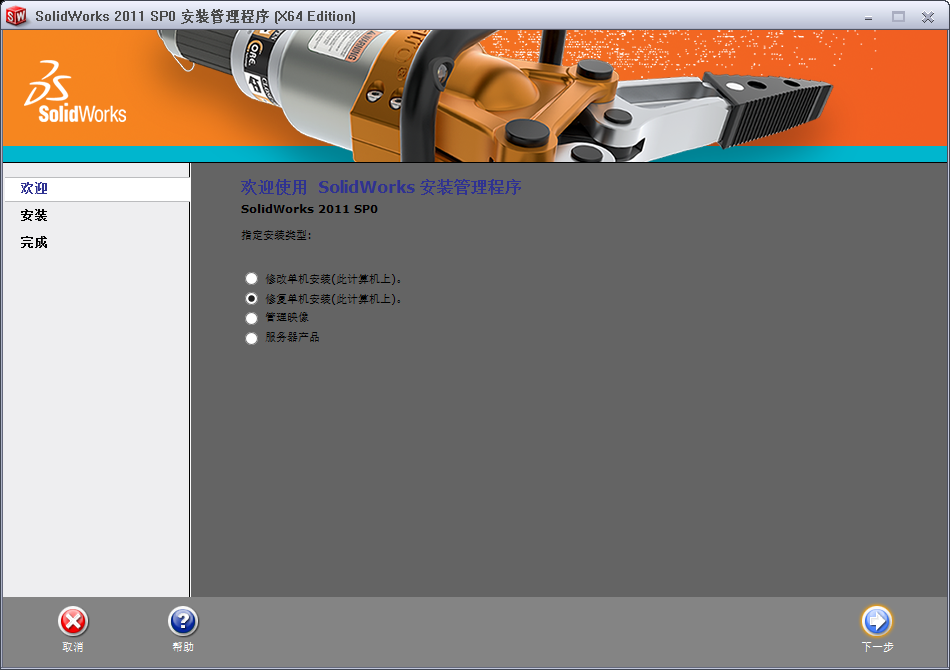 SolidWorks 2011 SP0 安装管理程序 (X64 Edition)
SolidWorks
欢迎
安装
完成
欢迎使用 SolidWorks 安装管理程序
SolidWorks 2011 SP0
指定安装类型:
修改单机安装(此计算机上)。
修复单机安装(此计算机上)。
管理映像
服务器产品
取消
帮助
下一步